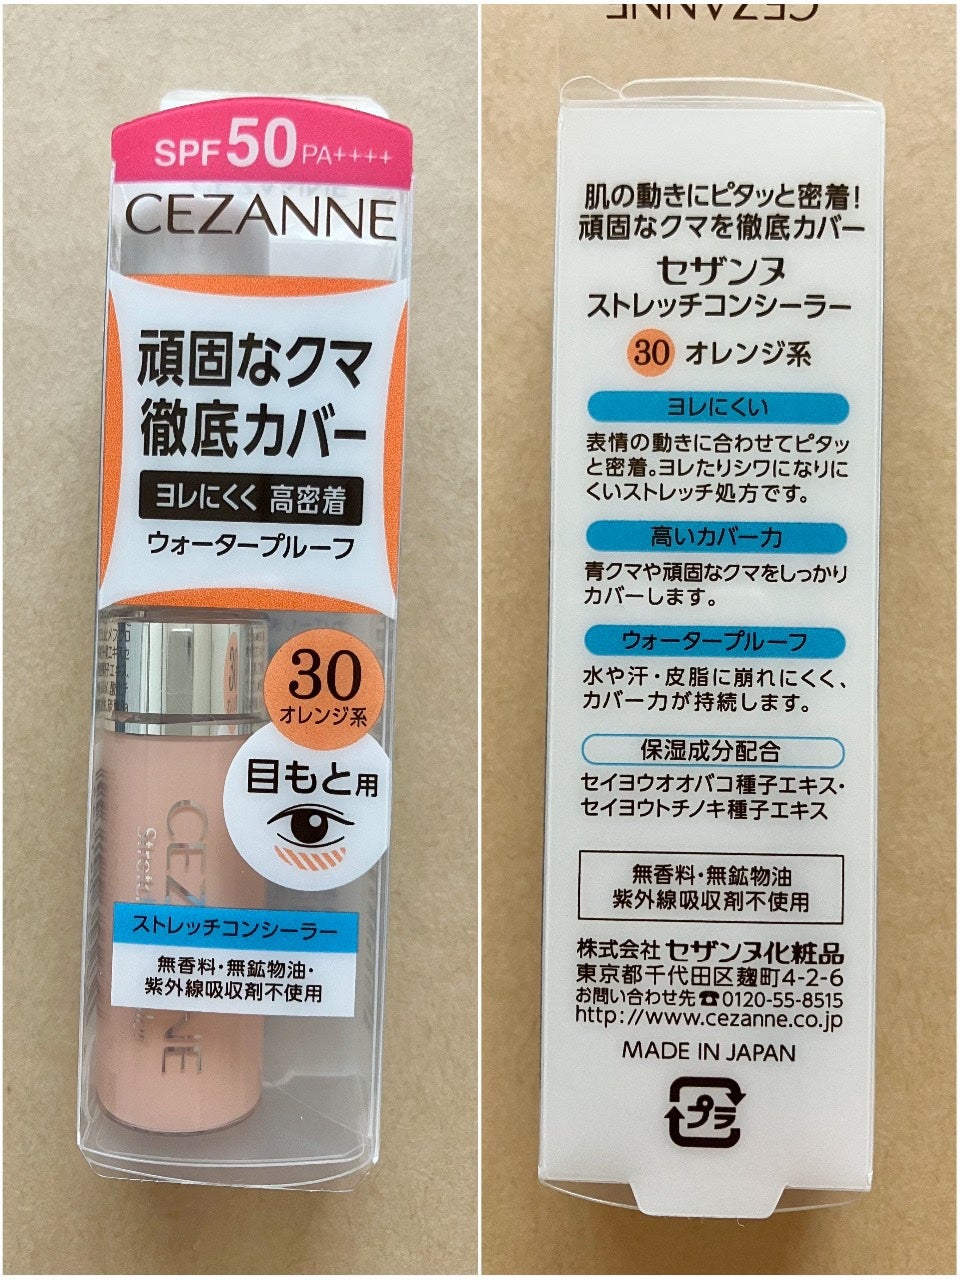 SPF50 PA++++
CEZANNE
頑固なクマ
徹底カバー
ヨレにくく 高密着
ウォータープルーフ
30
オレンジ系
目もと用
CEZANNE
ストレッチコンシーラー
無香料・無鉱物油・
紫外線吸収剤不使用
CEZANNE
肌の動きにピタッと密着!
頑固なクマを徹底カバー
セザンヌ
ストレッチコンシーラー
30 オレンジ系
ヨレにくい
表情の動きに合わせてピタッ
と密着。ヨレたりシワになりに
くいストレッチ処方です。
高いカバー力
青クマや頑固なクマをしっかり
カバーします。
ウォータープルーフ
水や汗・皮脂に崩れにくく、
カバー力が持続します。
保湿成分配合
セイヨウオオバコ種子エキス・
セイヨウトチノキ種子エキス
無香料・無鉱物油
紫外線吸収剤不使用
株式会社 セザンヌ化粧品
東京都千代田区麹町4-2-6
お問い合わせ先☎0120-55-8515
http://www.cezanne.co.jp
MADE IN JAPAN
プラ